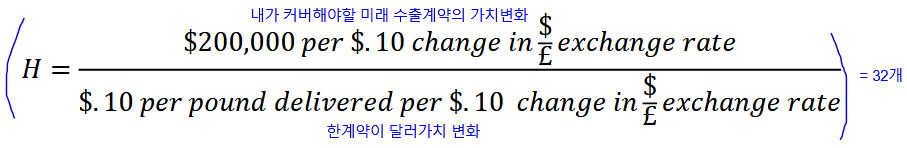 내가 커버해야할 미래 수출계약의 가치변화
$200,000 per $. 10 change in $/£ exchange rate
H =
= 32개
$. 10 per pound delivered per $. 10 change in $/£ exchange rate
한계약이 달러가치 변화